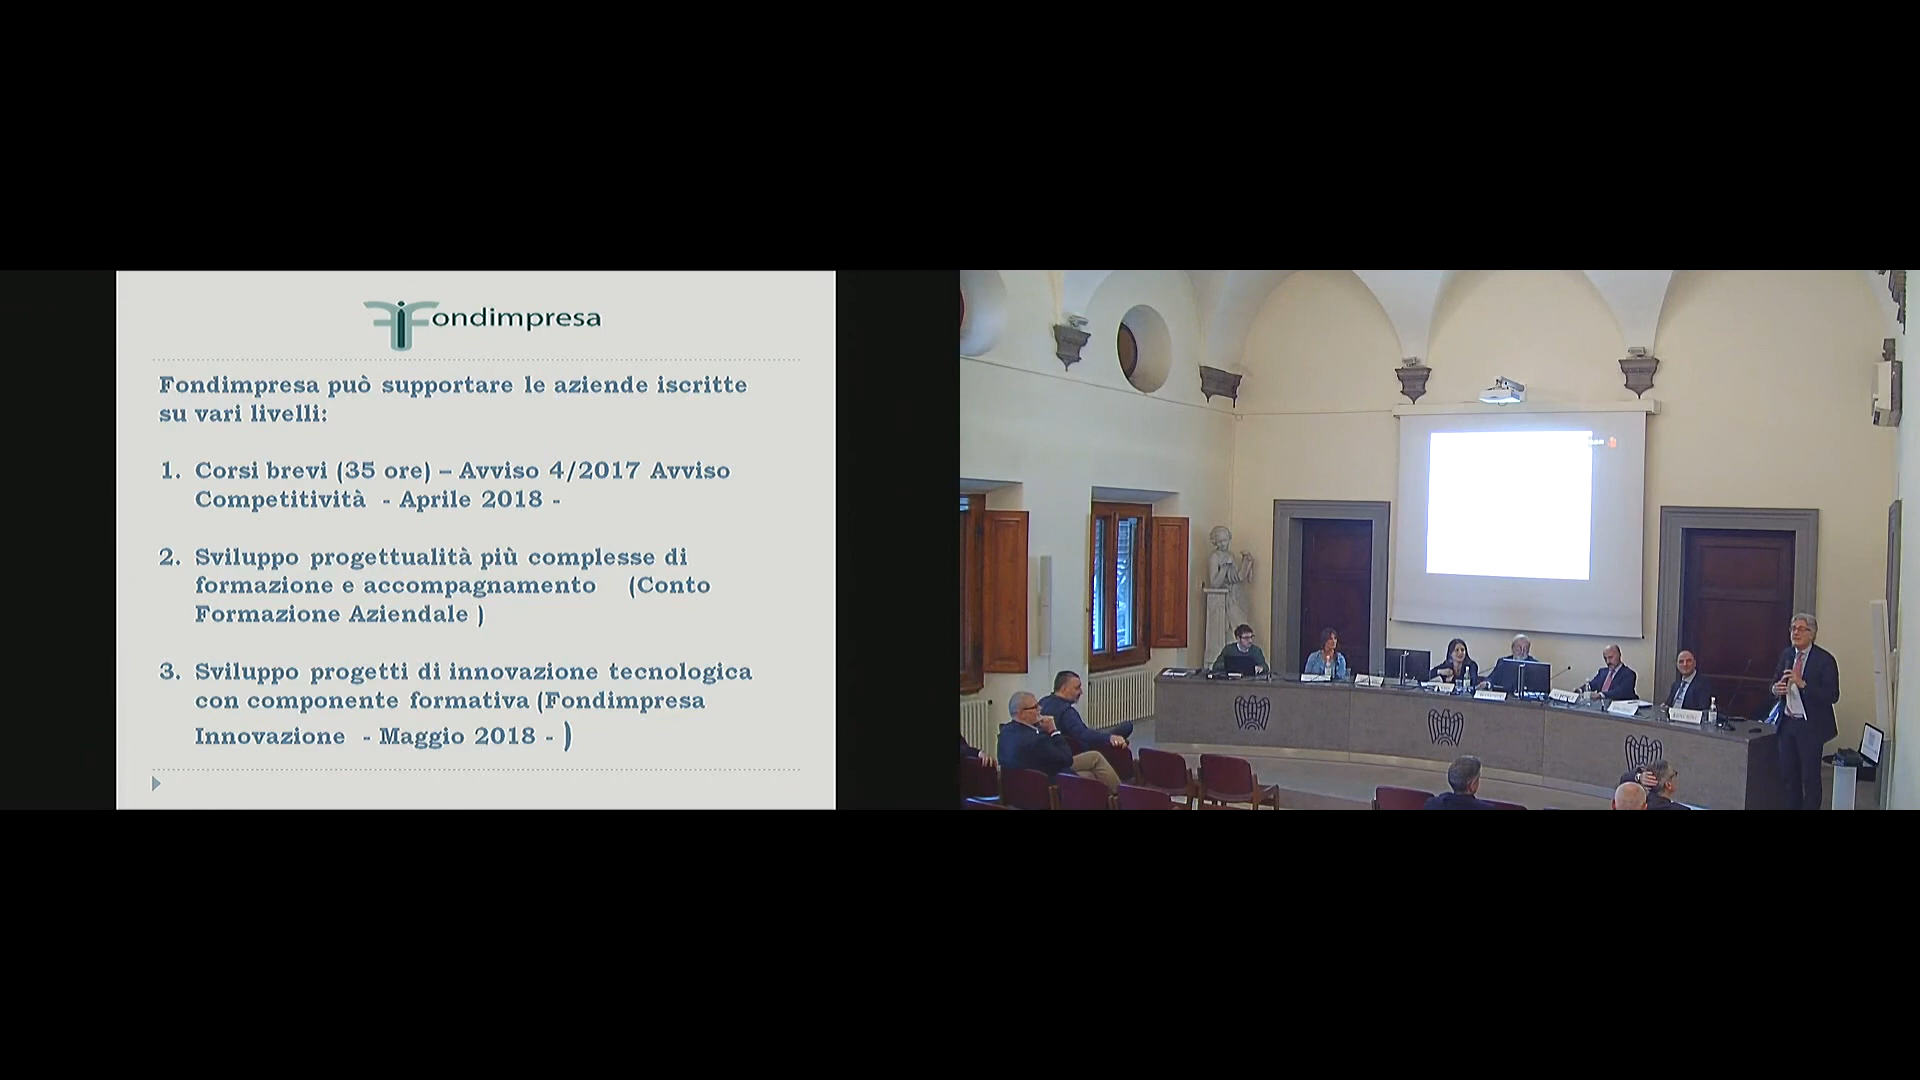 Fondimpresa
Fondimpresa può supportare le aziende iscritte
su vari livelli:
1. Corsi brevi (35 ore) – Avviso 4/2017 Avviso
Competitività - Aprile 2018 -
2. Sviluppo progettualità più complesse di
formazione e accompagnamento (Conto
Formazione Aziendale )
3. Sviluppo progetti di innovazione tecnologica
con componente formativa (Fondimpresa
Innovazione - Maggio 2018 - )